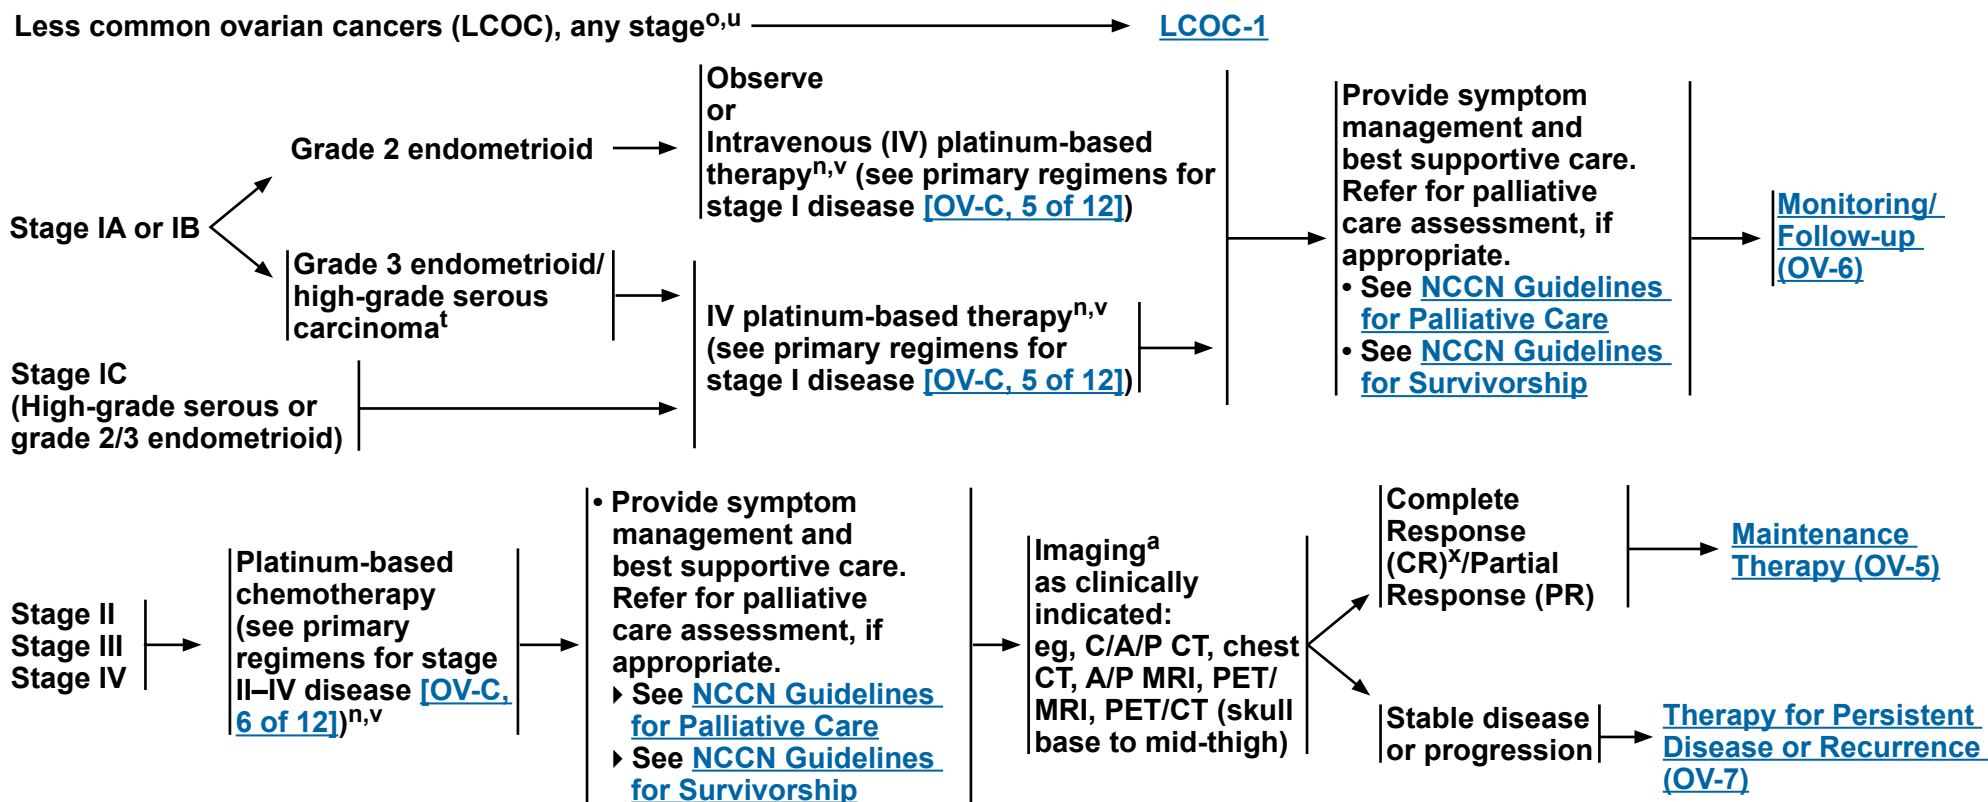 Less common ovarian cancers (LCOC), any stage^o,u
LCOC-1
Stage IA or IB
Grade 2 endometrioid
Observe
or
Intravenous (IV) platinum-based
therapy^n,v (see primary regimens for
stage I disease [OV-C, 5 of 12])
Grade 3 endometrioid/
high-grade serous
carcinoma^t
Stage IC
(High-grade serous or
grade 2/3 endometrioid)
IV platinum-based therapy^n,v
(see primary regimens for
stage I disease [OV-C, 5 of 12])
Provide symptom
management and
best supportive care.
Refer for palliative
care assessment, if
appropriate.
• See NCCN Guidelines
for Palliative Care
• See NCCN Guidelines
for Survivorship
Monitoring/
Follow-up
(OV-6)
Stage II
Stage III
Stage IV
Platinum-based
chemotherapy
(see primary
regimens for stage
II–IV disease [OV-C,
6 of 12])^n,v
• Provide symptom
management and
best supportive care.
Refer for palliative
care assessment, if
appropriate.
▸ See NCCN Guidelines
for Palliative Care
▸ See NCCN Guidelines
for Survivorship
Imaging^a
as clinically
indicated:
eg, C/A/P CT, chest
CT, A/P MRI, PET/
MRI, PET/CT (skull
base to mid-thigh)
Complete
Response
(CR)^x/Partial
Response (PR)
Maintenance
Therapy (OV-5)
Stable disease
or progression
Therapy for Persistent
Disease or Recurrence
(OV-7)